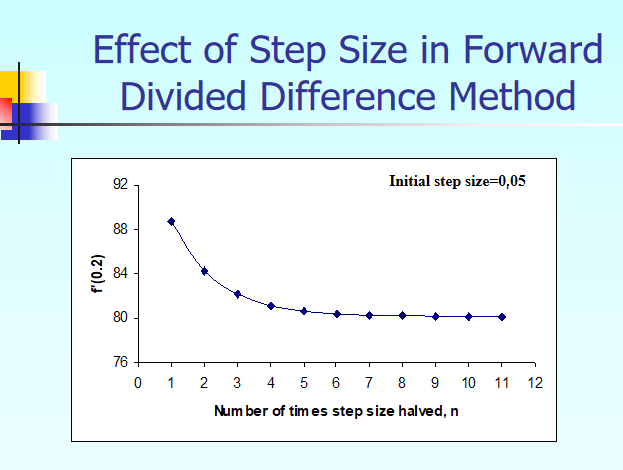 Effect of Step Size in Forward
Divided Difference Method
Initial step size=0,05
f'(0.2)
92
88
84
80
76
0 1 2 3 4 5 6 7 8 9 10 11 12
Number of times step size halved, n